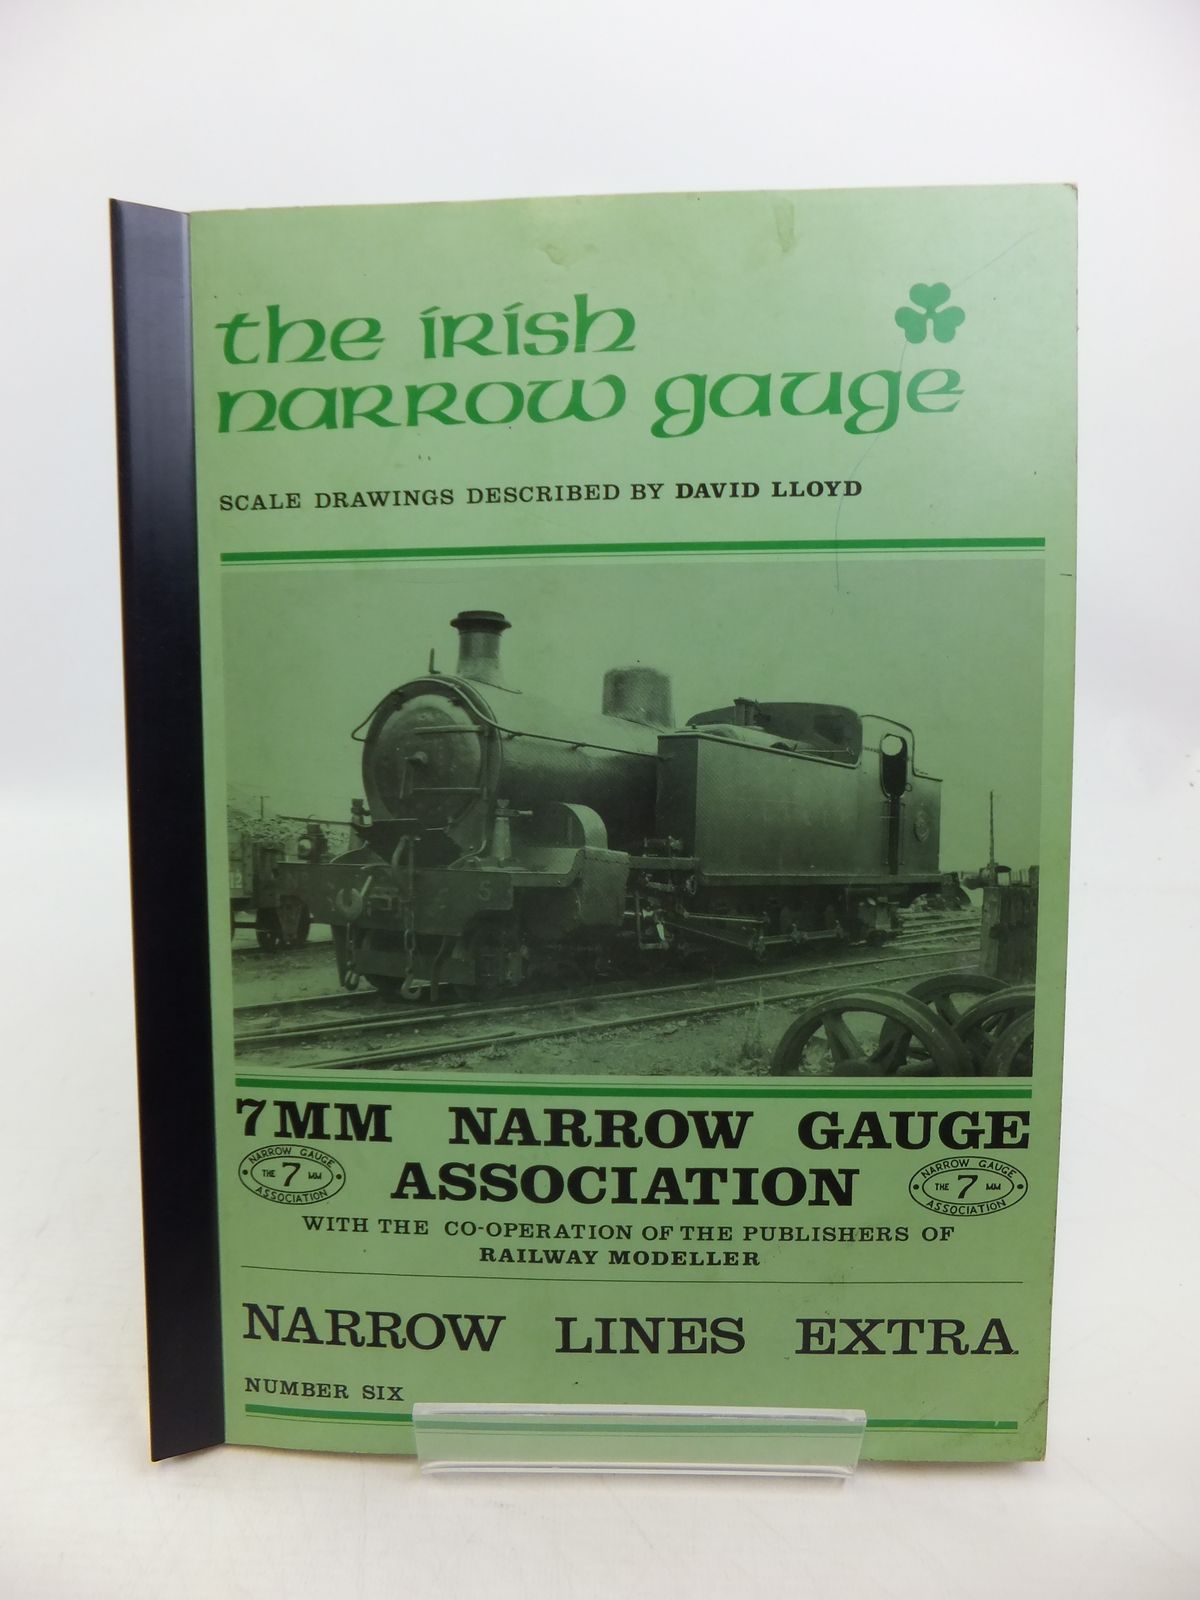 the irish
narrow gauge
SCALE DRAWINGS DESCRIBED BY DAVID LLOYD
5
7MM NARROW GAUGE
ASSOCIATION
NARROW GAUGE
THE 7 MM
ASSOCIATION
NARROW GAUGE
THE 7 MM
ASSOCIATION
WITH THE CO-OPERATION OF THE PUBLISHERS OF
RAILWAY MODELLER
NARROW LINES EXTRA
NUMBER SIX